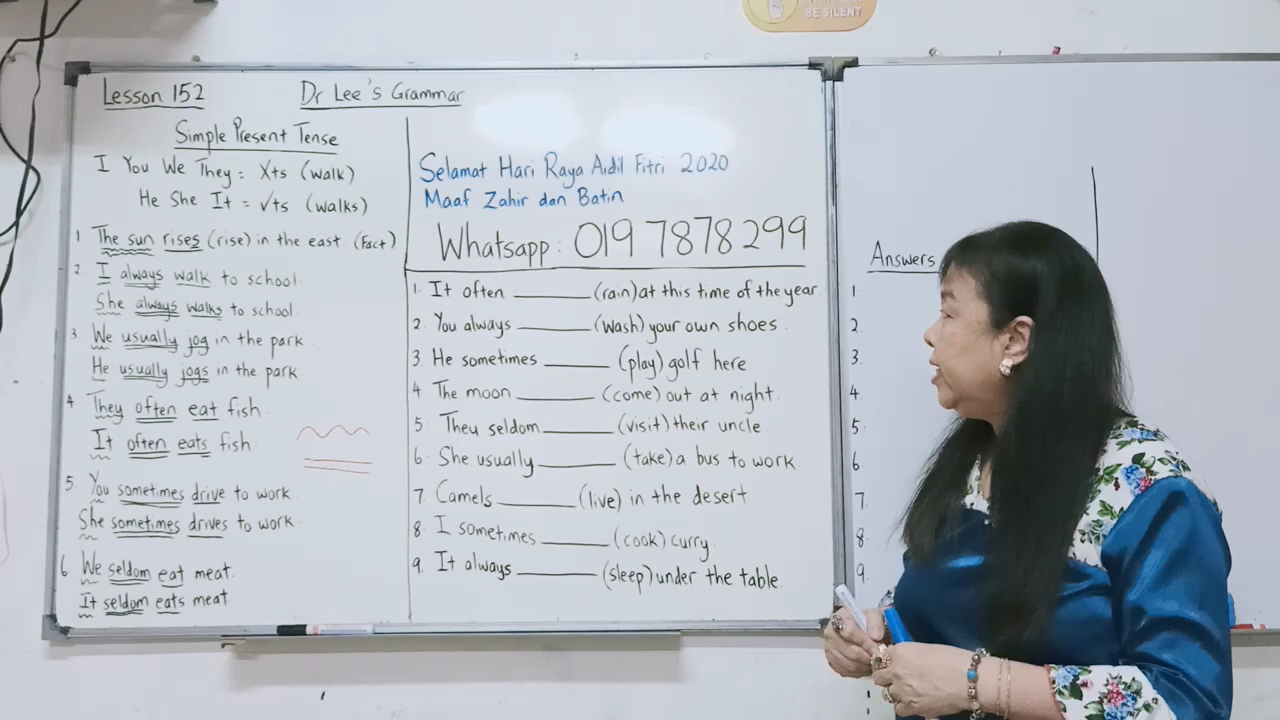 BE SILENT
Lesson 152
Dr Lee's Grammar
Simple Present Tense
I You We They = X+s (walk)
He She It = √+s (walks)
1 The sun rises (rise) in the east. (Fact)
2. I always walk to school.
She always walks to school
3. We usually jog in the park.
He usually jogs in the park
4 They often eat fish.
It often eats fish.
5. You sometimes drive to work.
She sometimes drives to work.
6 We seldom eat meat.
It seldom eats meat
Selamat Hari Raya Aidil Fitri 2020
Maaf Zahir dan Batin
Whatsapp: 019 7878299
1. It often ______ (rain) at this time of the year.
2. You always ______ (wash) your own shoes.
3. He sometimes ______ (play) golf here
4 The moon ______ (come) out at night.
5. They seldom ______ (visit) their uncle.
6. She usually ______ (take) a bus to work
7 Camels ______ (live) in the desert
8. I sometimes ______ (cook) curry.
9. It always ______ (sleep) under the table
Answers
1.
2.
3.
4.
5.
6
7.
8.
9.